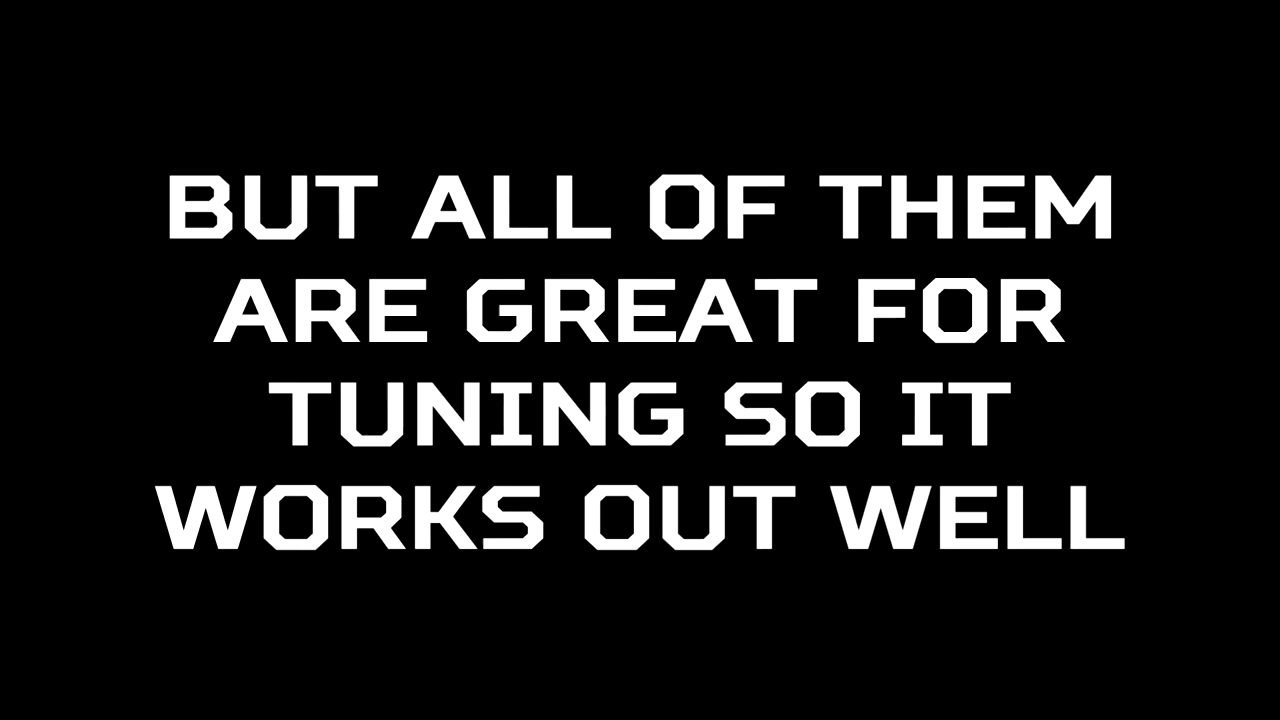 BUT ALL OF THEM
ARE GREAT FOR
TUNING SO IT
WORKS OUT WELL